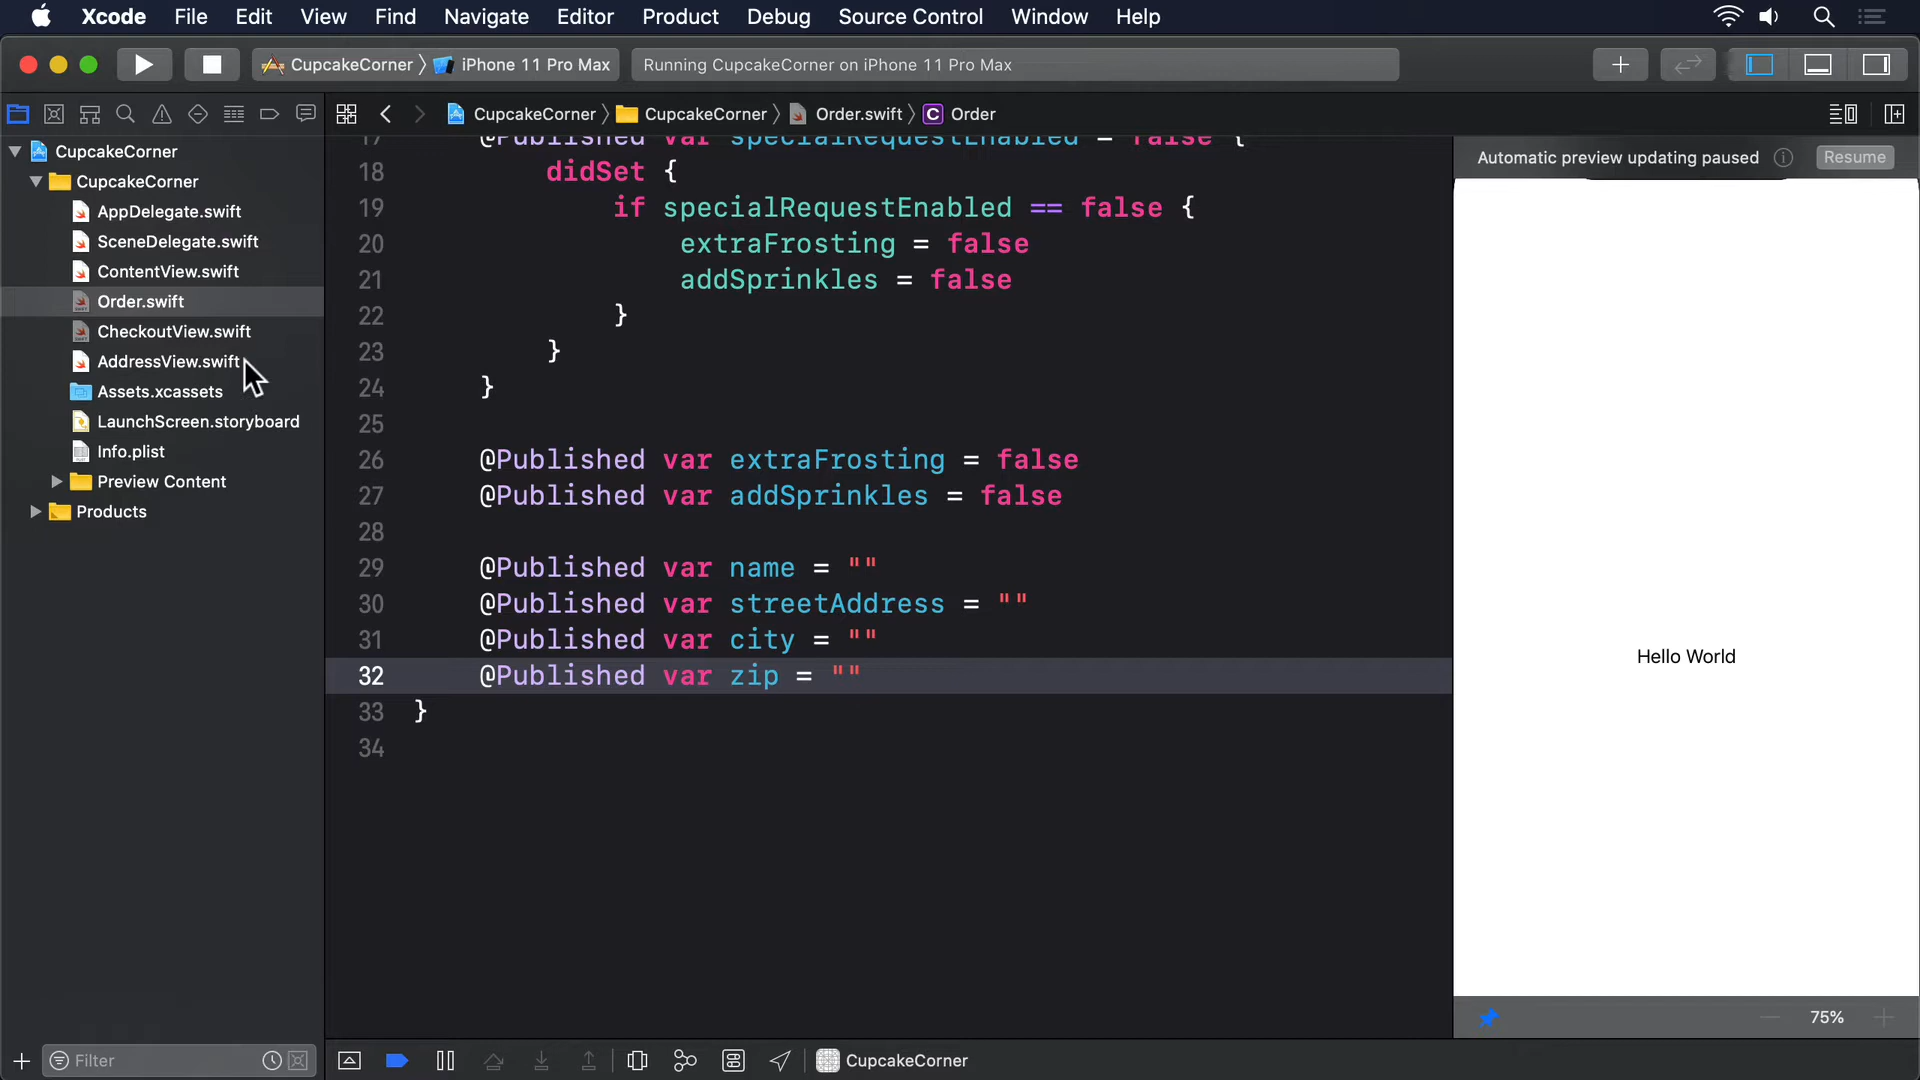 Xcode File Edit View Find Navigate Editor Product Debug Source Control Window Help
CupcakeCorner iPhone 11 Pro Max Running CupcakeCorner on iPhone 11 Pro Max
CupcakeCorner CupcakeCorner Order.swift C Order
CupcakeCorner
CupcakeCorner
AppDelegate.swift
SceneDelegate.swift
ContentView.swift
Order.swift
CheckoutView.swift
AddressView.swift
Assets.xcassets
LaunchScreen.storyboard
Info.plist
Preview Content
Products
Filter
17 @Published var specialRequestEnabled = false {
18 didSet {
19 if specialRequestEnabled == false {
20 extraFrosting = false
21 addSprinkles = false
22 }
23 }
24 }
25
26 @Published var extraFrosting = false
27 @Published var addSprinkles = false
28
29 @Published var name = ""
30 @Published var streetAddress = ""
31 @Published var city = ""
32 @Published var zip = ""
33 }
34
CupcakeCorner
Automatic preview updating paused Resume
Hello World
75%